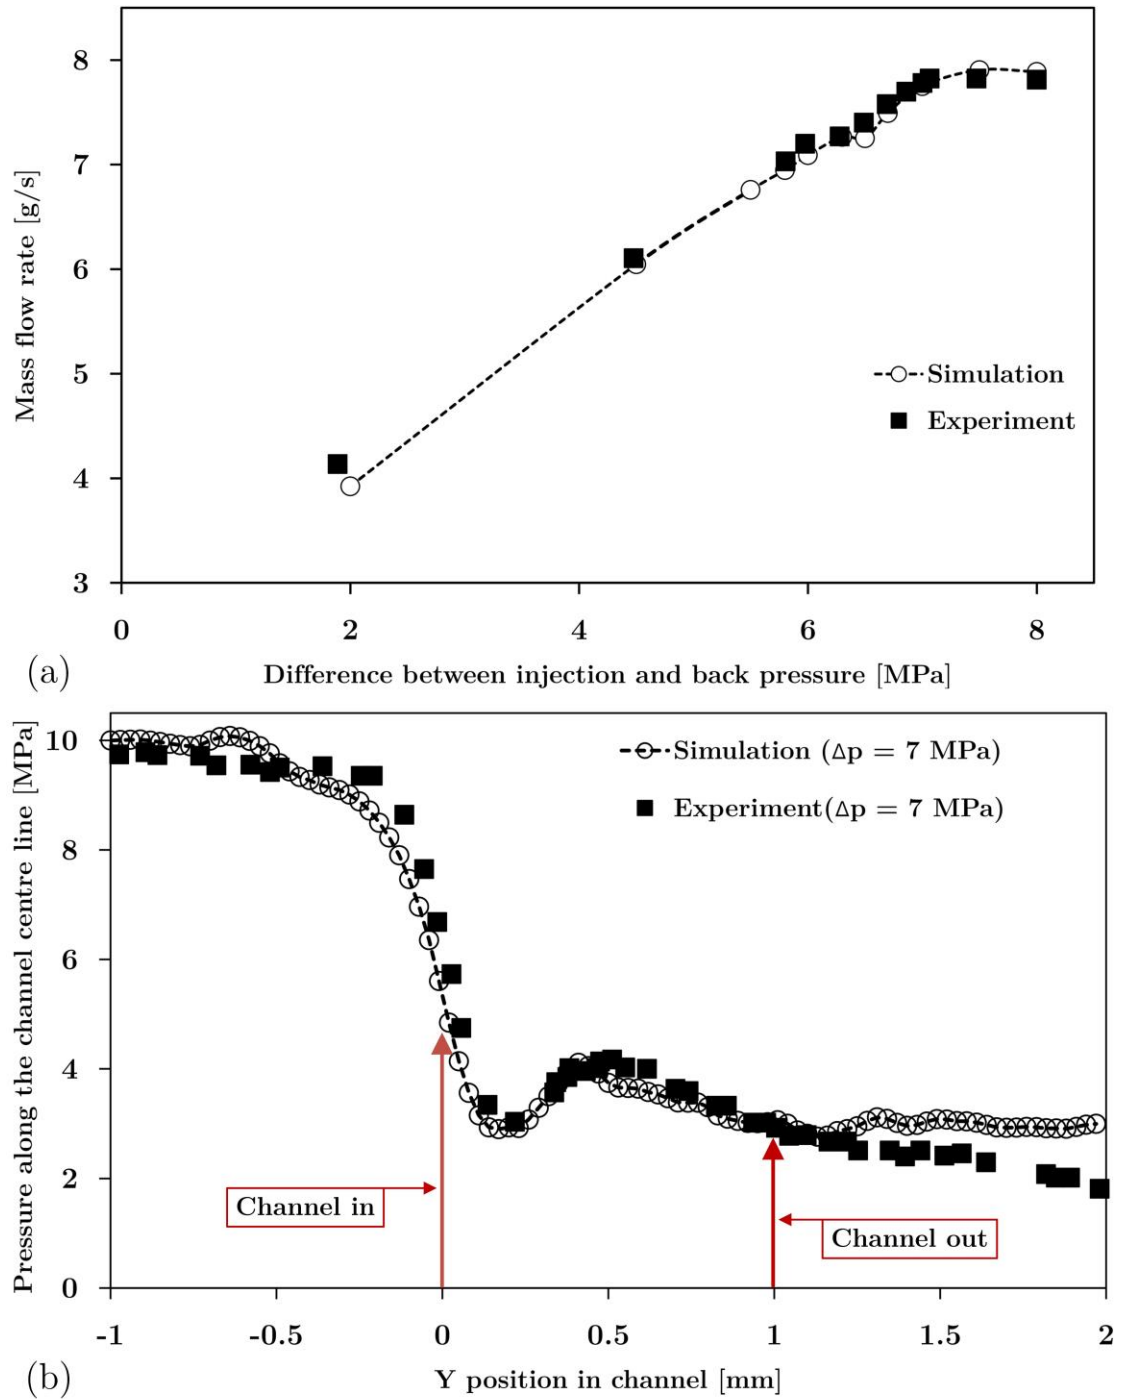 8
7
6
5
4
3
Mass flow rate [g/s]
Simulation
Experiment
0 2 4 6 8
Difference between injection and back pressure [MPa]
(a)
10
8
6
4
2
0
Pressure along the channel centre line [MPa]
Simulation (Δp = 7 MPa)
Experiment(Δp = 7 MPa)
Channel in
Channel out
-1 -0.5 0 0.5 1 1.5 2
Y position in channel [mm]
(b)